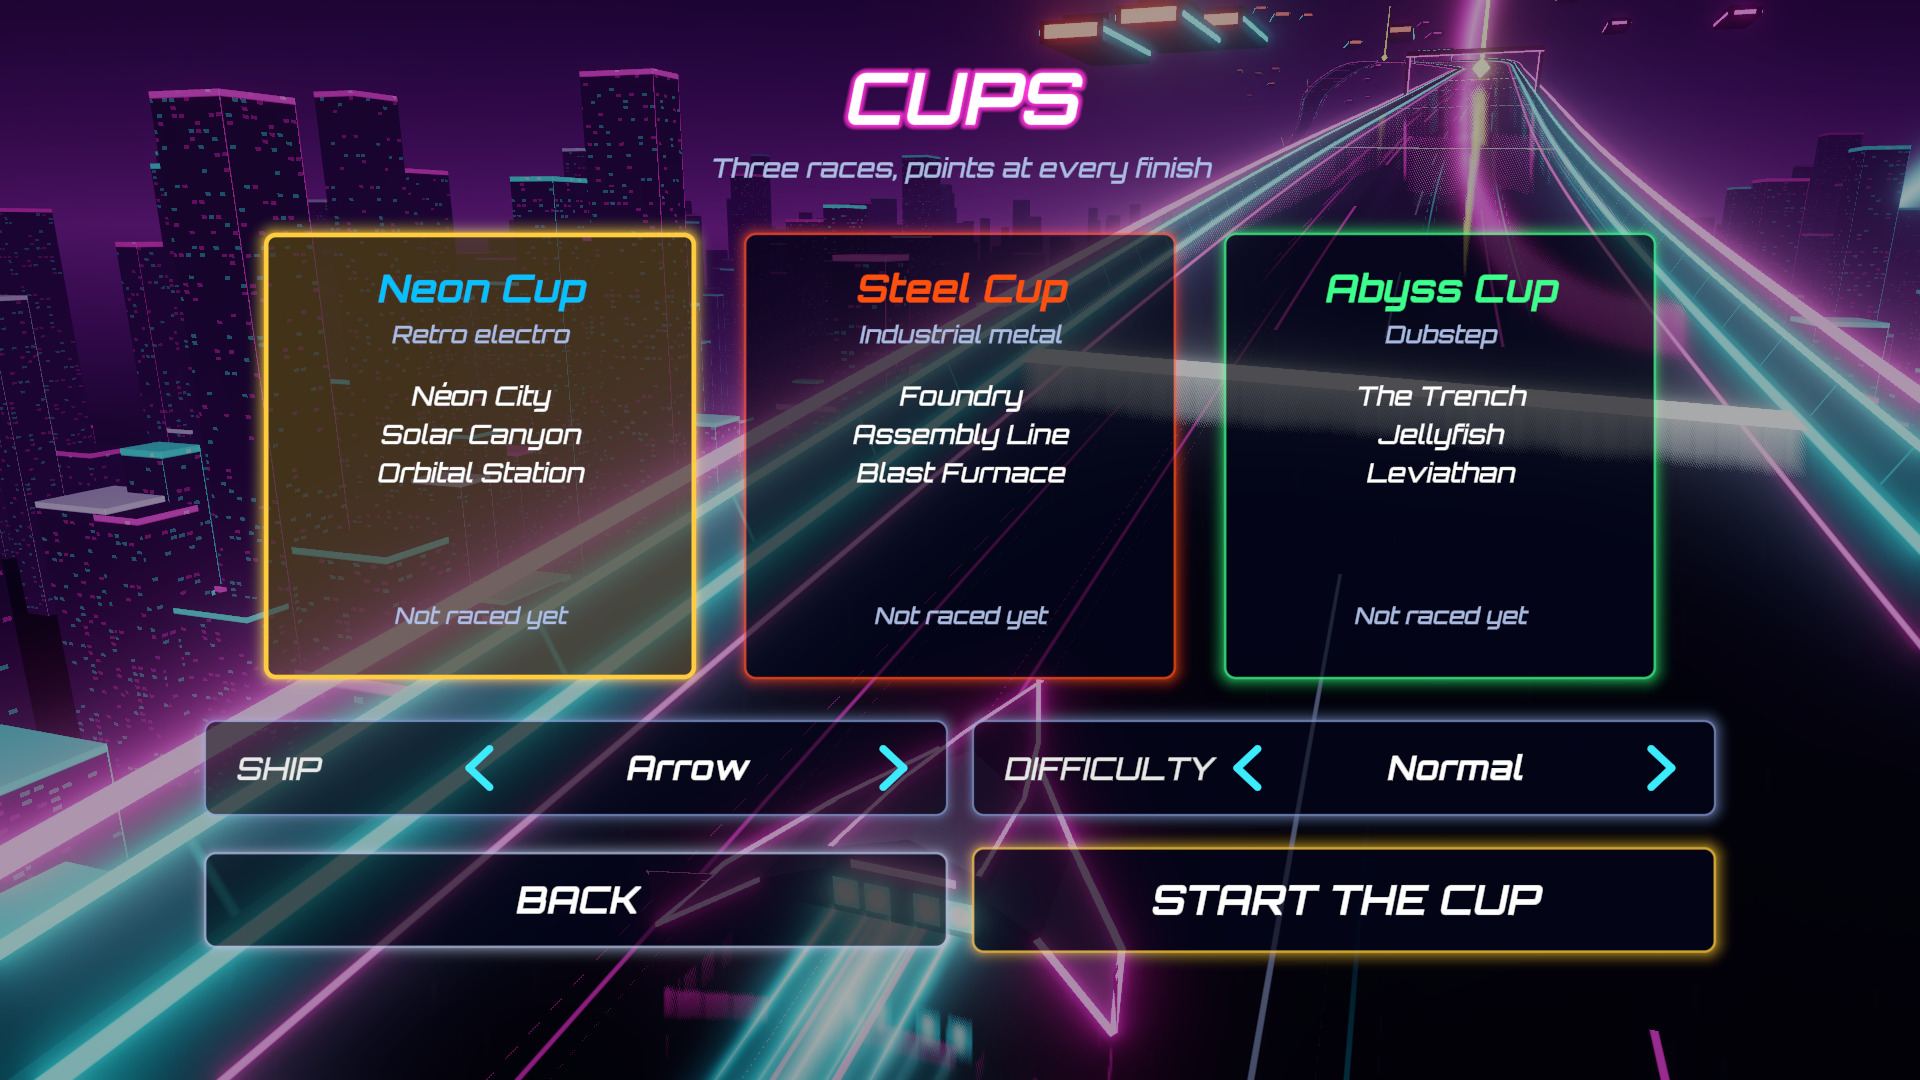 CUPS
Three races, points at every finish
Neon Cup
Retro electro
Néon City
Solar Canyon
Orbital Station
Not raced yet
Steel Cup
Industrial metal
Foundry
Assembly Line
Blast Furnace
Not raced yet
Abyss Cup
Dubstep
The Trench
Jellyfish
Leviathan
Not raced yet
SHIP
Arrow
DIFFICULTY
Normal
BACK
START THE CUP